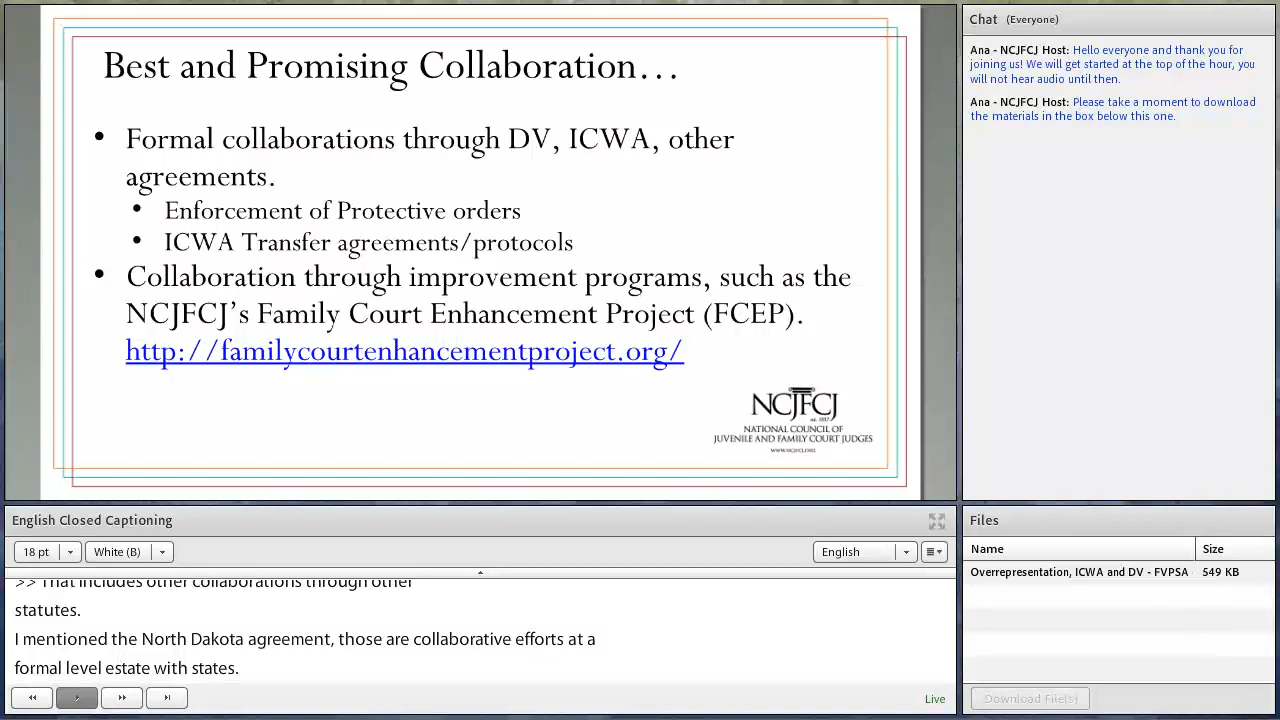 Best and Promising Collaboration…
• Formal collaborations through DV, ICWA, other
agreements.
• Enforcement of Protective orders
• ICWA Transfer agreements/protocols
• Collaboration through improvement programs, such as the
NCJFCJ’s Family Court Enhancement Project (FCEP).
http://familycourtenhancementproject.org/
NCJFCJ
est. 1937
NATIONAL COUNCIL OF
JUVENILE AND FAMILY COURT JUDGES
WWW.NCJFCJ.ORG
Chat (Everyone)
Ana - NCJFCJ Host: Hello everyone and thank you for
joining us! We will get started at the top of the hour, you
will not hear audio until then.
Ana - NCJFCJ Host: Please take a moment to download
the materials in the box below this one.
English Closed Captioning
18 pt
White (B)
English
>> That includes other collaborations through other
statutes.
I mentioned the North Dakota agreement, those are collaborative efforts at a
formal level estate with states.
Live
Files
Name Size
Overrepresentation, ICWA and DV - FVPSA 549 KB
Download File(s)